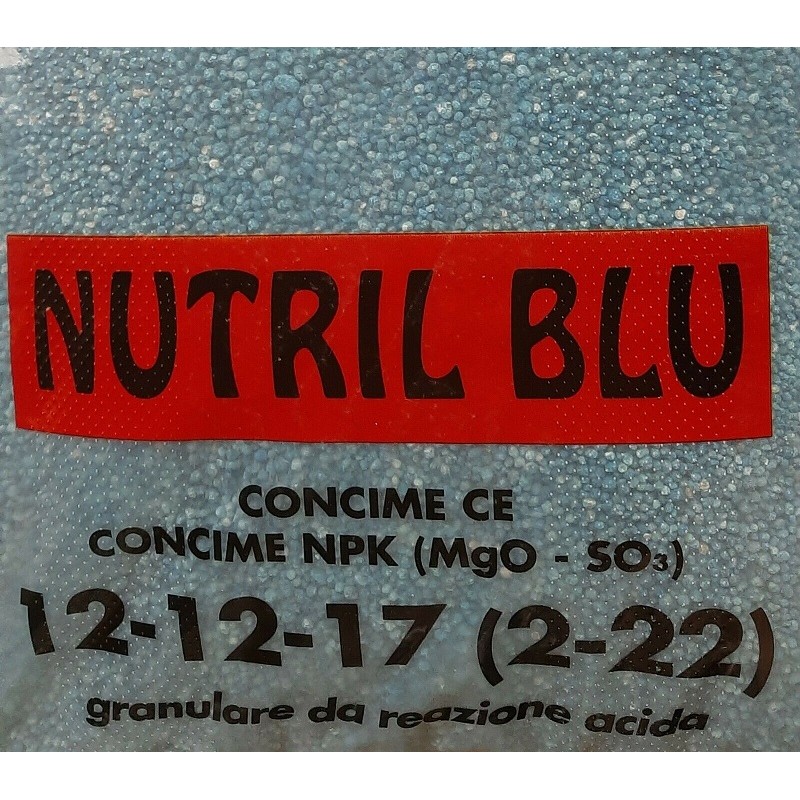 NUTRIL BLU
CONCIME CE
CONCIME NPK (MgO - SO₃)
12-12-17 (2-22)
granulare da reazione acida